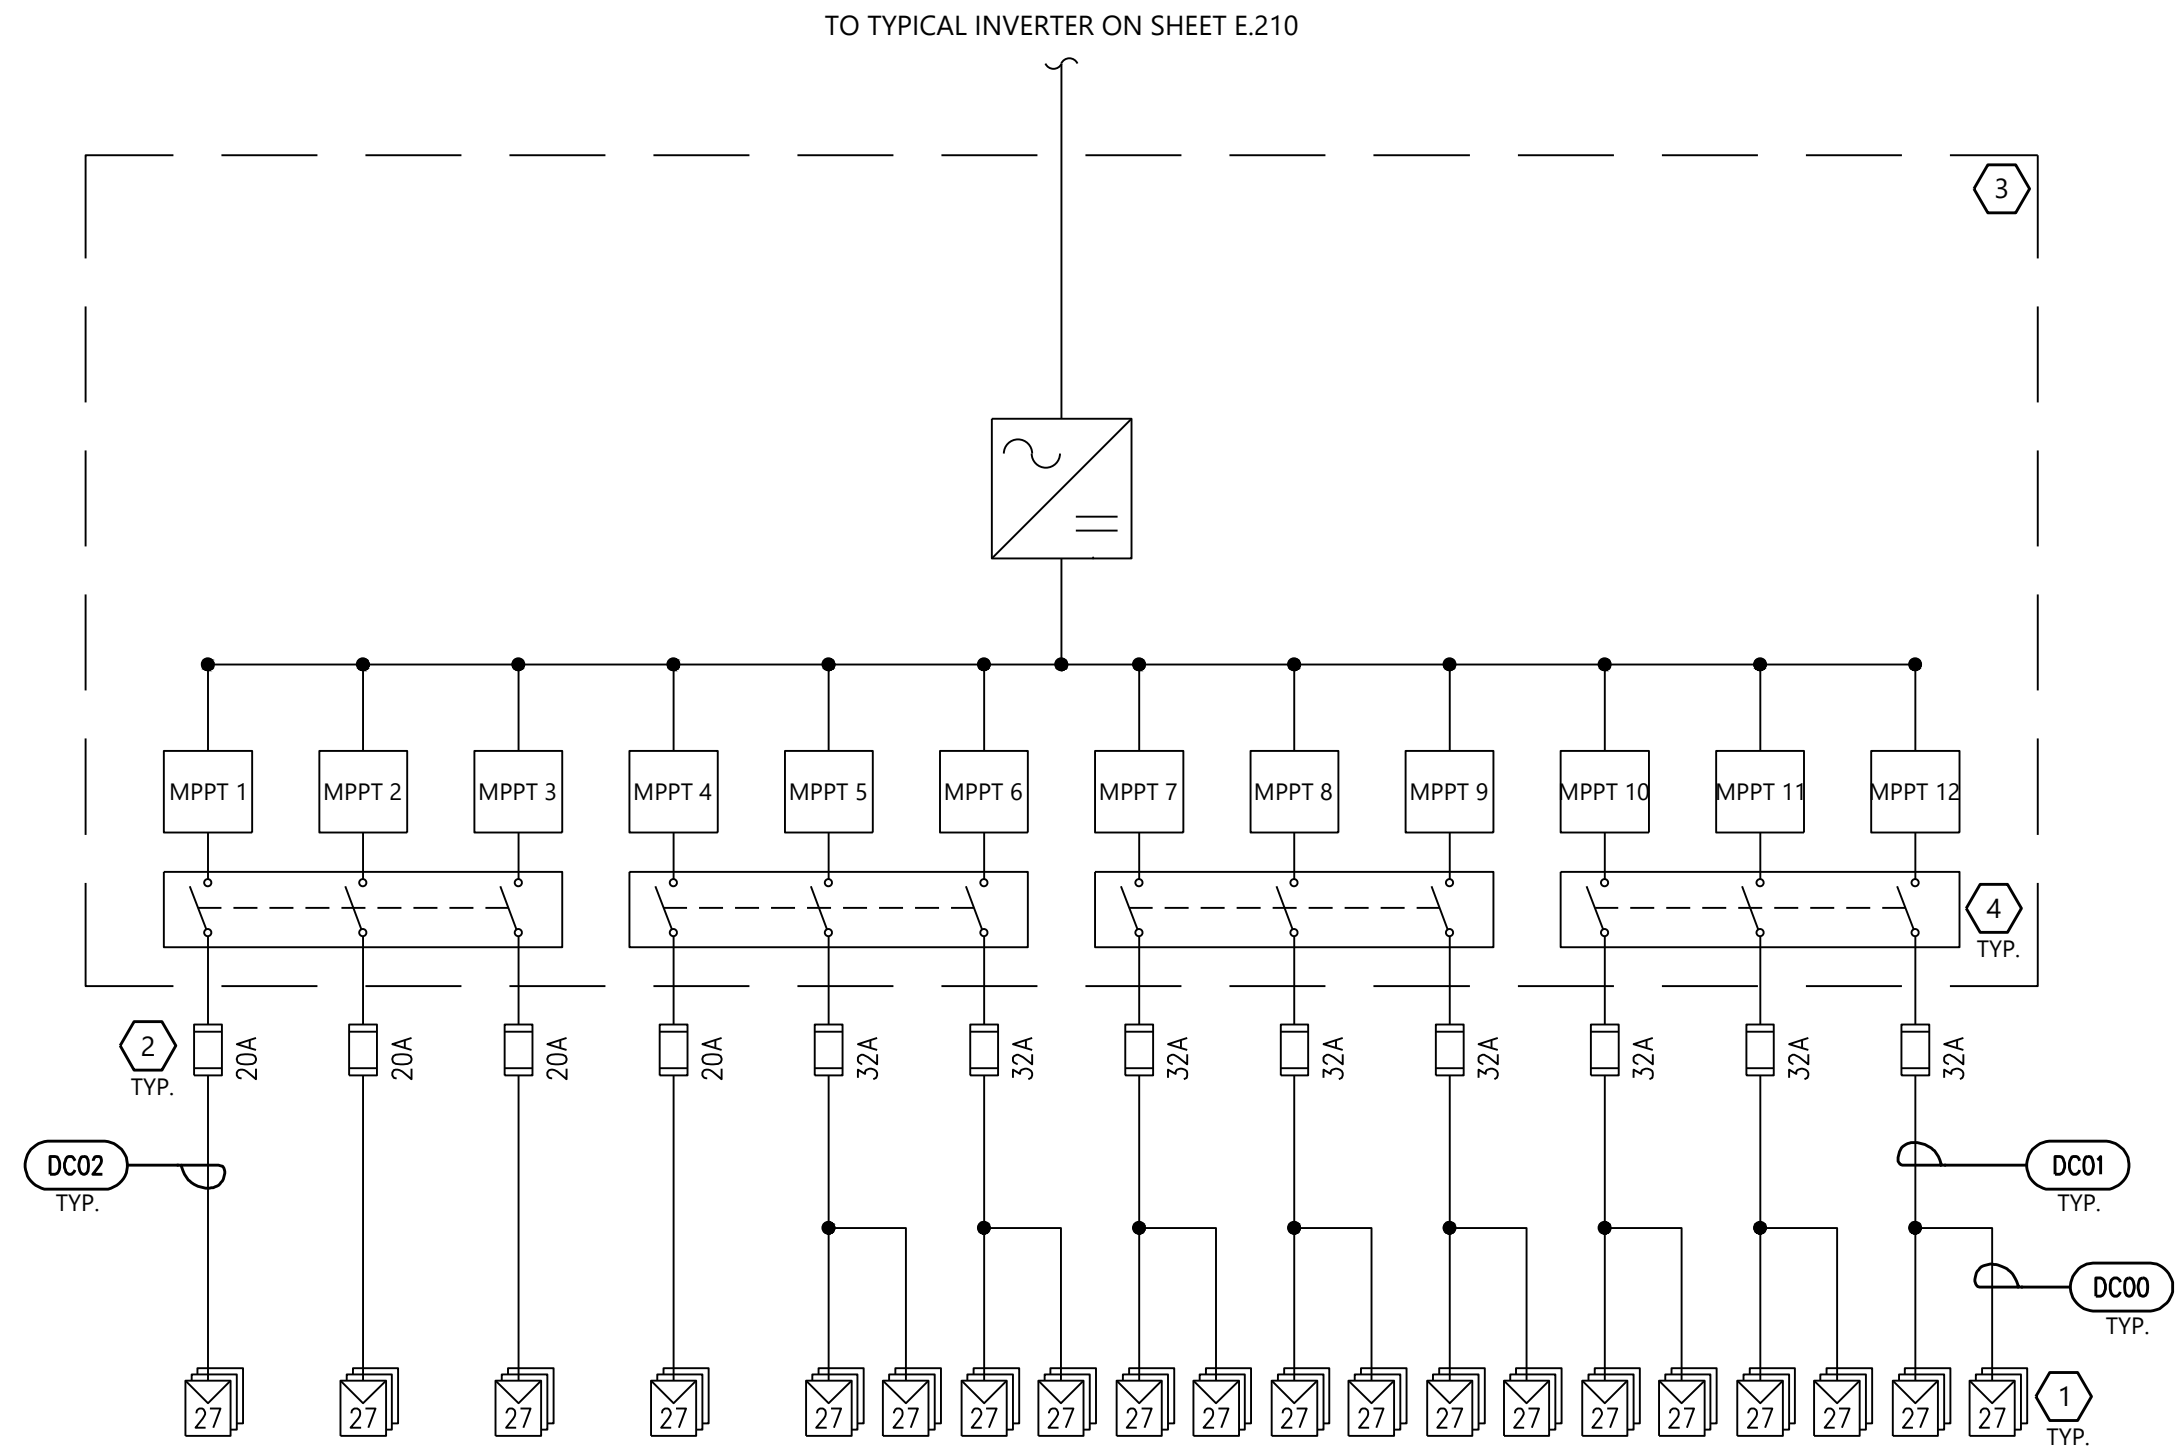 TO TYPICAL INVERTER ON SHEET E.210
3
MPPT 1 MPPT 2 MPPT 3 MPPT 4 MPPT 5 MPPT 6 MPPT 7 MPPT 8 MPPT 9 MPPT 10 MPPT 11 MPPT 12
4
TYP.
2
TYP.
20A 20A 20A 20A 32A 32A 32A 32A 32A 32A 32A 32A
DC02
TYP.
DC01
TYP.
DC00
TYP.
27 27 27 27 27 27 27 27 27 27 27 27 27 27 27 27 27 27 27 27
1
TYP.